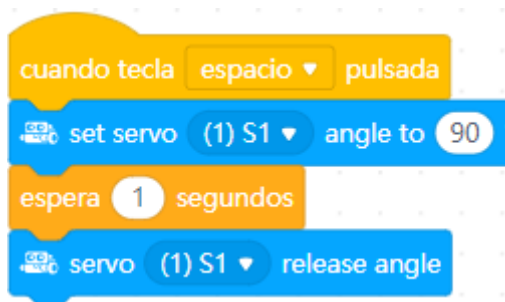 cuando tecla espacio pulsada
set servo (1) S1 angle to 90
espera 1 segundos
servo (1) S1 release angle